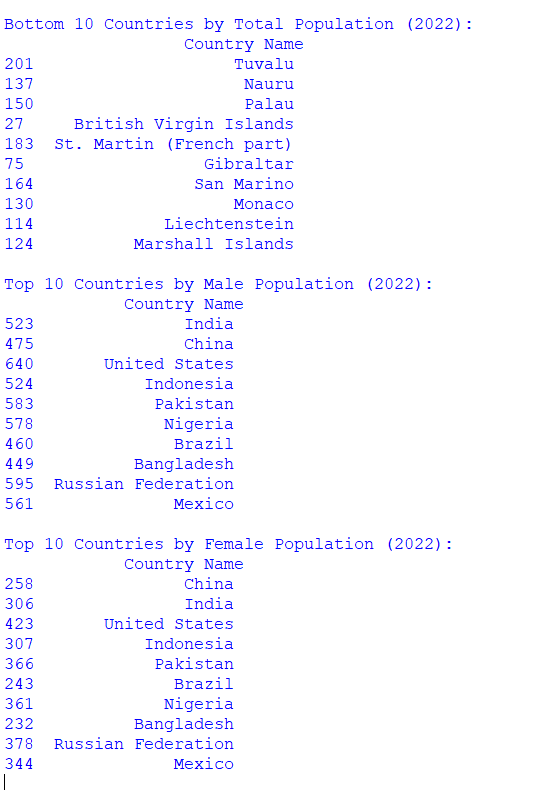 Bottom 10 Countries by Total Population (2022):
Country Name
201 Tuvalu
137 Nauru
150 Palau
27 British Virgin Islands
183 St. Martin (French part)
75 Gibraltar
164 San Marino
130 Monaco
114 Liechtenstein
124 Marshall Islands
Top 10 Countries by Male Population (2022):
Country Name
523 India
475 China
640 United States
524 Indonesia
583 Pakistan
578 Nigeria
460 Brazil
449 Bangladesh
595 Russian Federation
561 Mexico
Top 10 Countries by Female Population (2022):
Country Name
258 China
306 India
423 United States
307 Indonesia
366 Pakistan
243 Brazil
361 Nigeria
232 Bangladesh
378 Russian Federation
344 Mexico